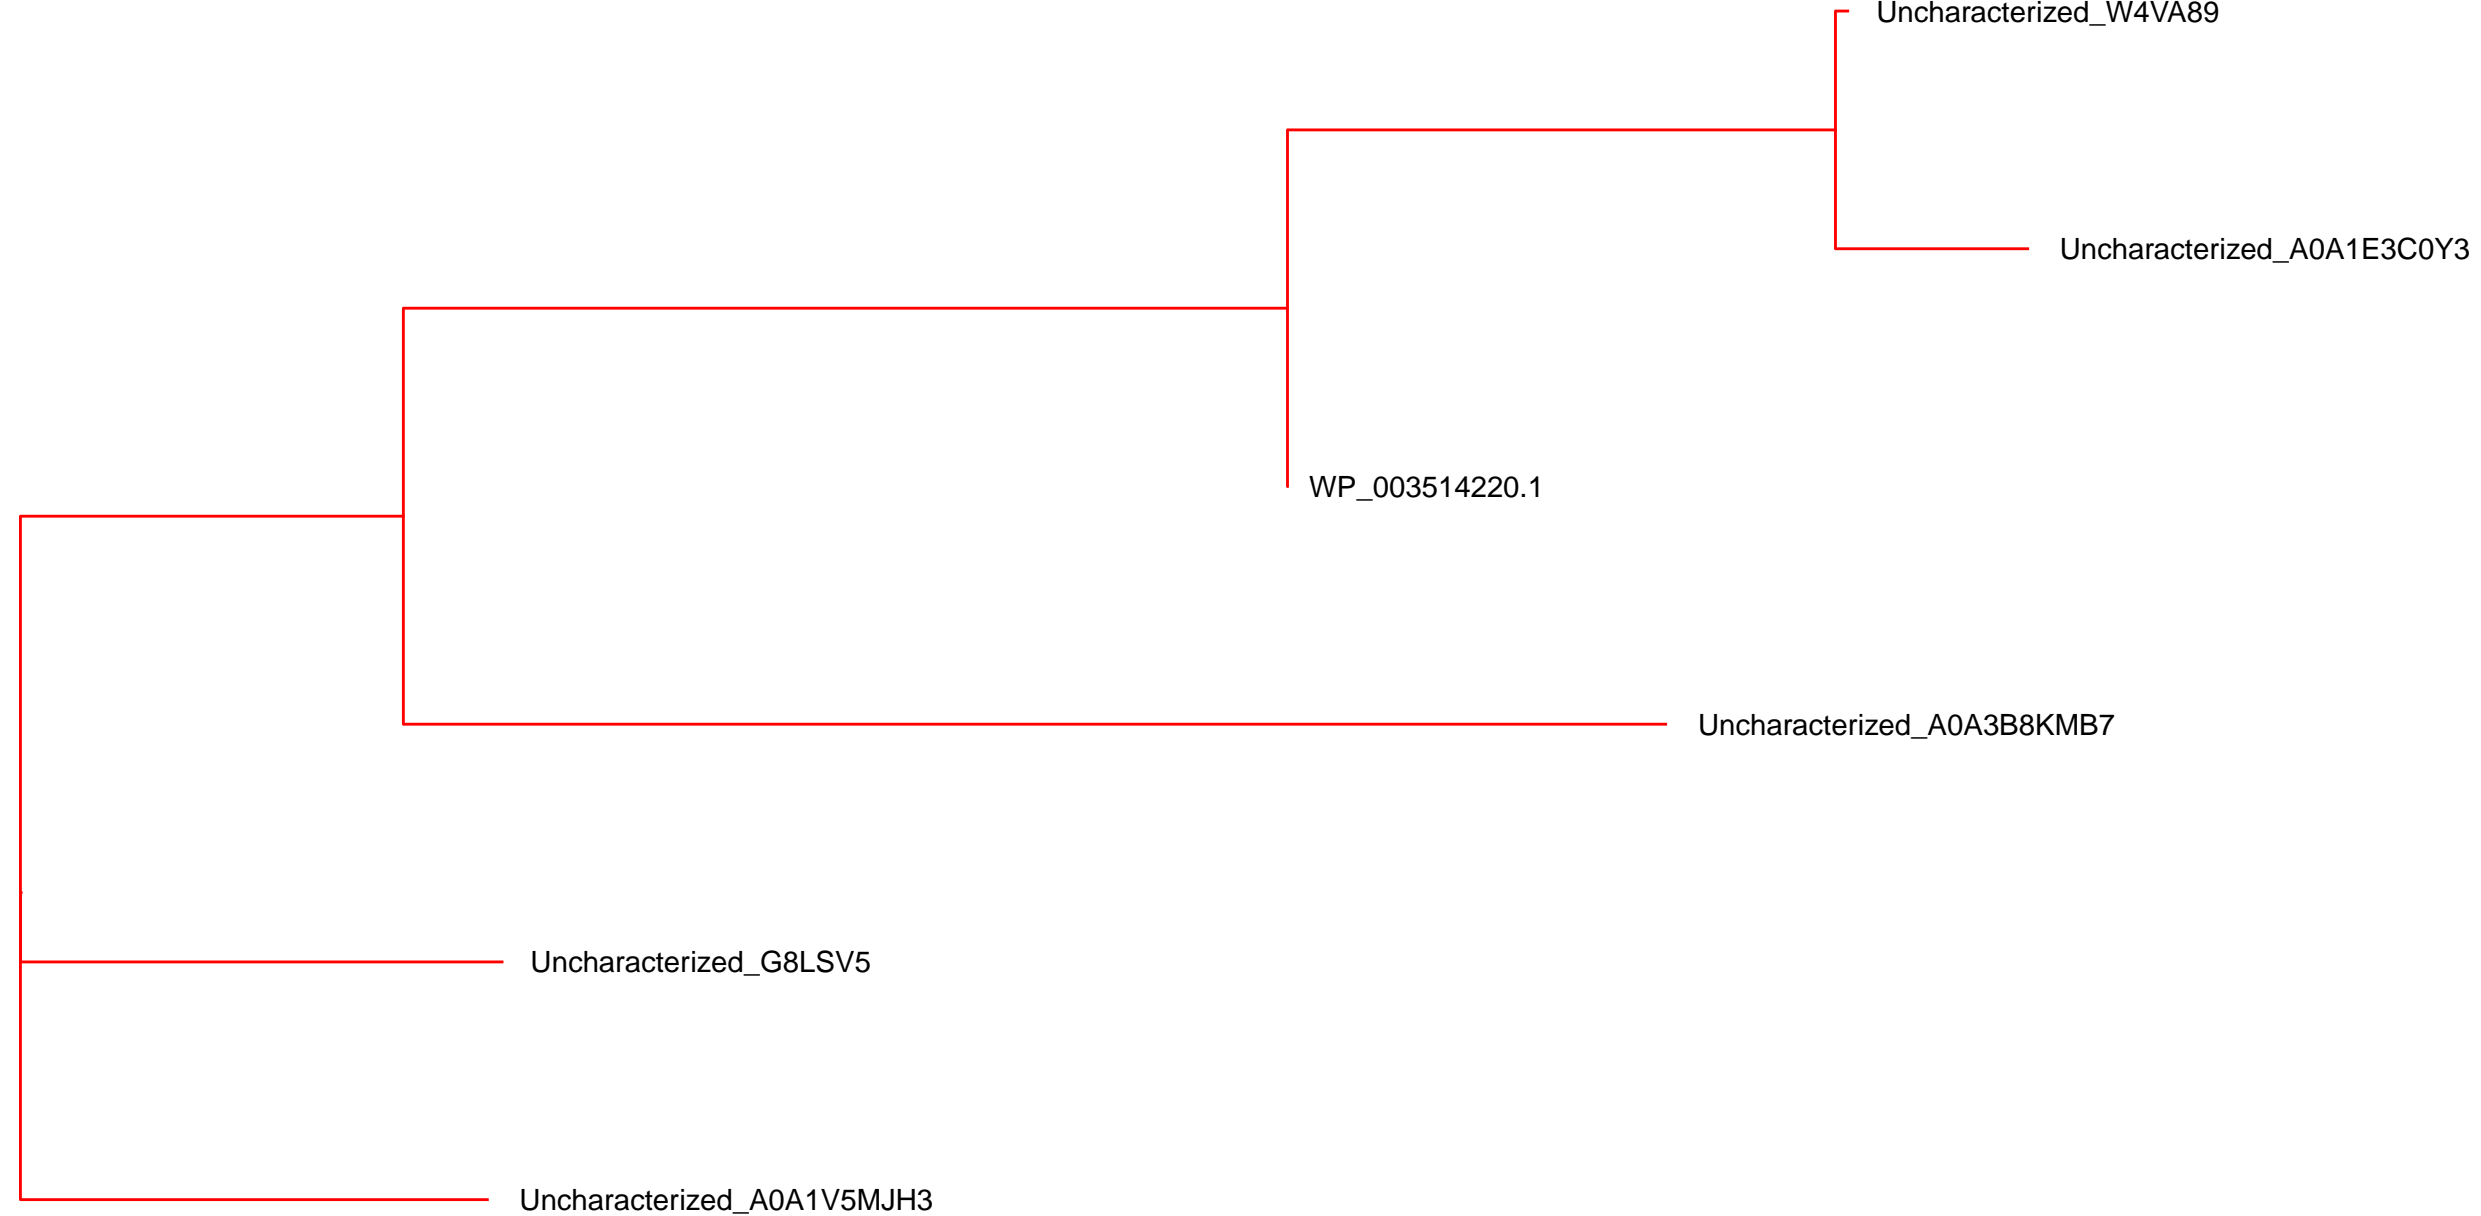 Uncharacterized_W4VA89
Uncharacterized_A0A1E3C0Y3
WP_003514220.1
Uncharacterized_A0A3B8KMB7
Uncharacterized_G8LSV5
Uncharacterized_A0A1V5MJH3